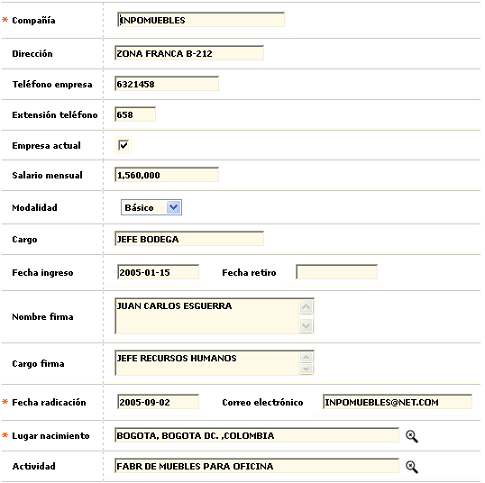 * Compañía INPOMUEBLES
Dirección ZONA FRANCA B-212
Teléfono empresa 6321458
Extensión teléfono 658
Empresa actual
Salario mensual 1,560,000
Modalidad Básico
Cargo JEFE BODEGA
Fecha ingreso 2005-01-15 Fecha retiro
Nombre firma JUAN CARLOS ESGUERRA
Cargo firma JEFE RECURSOS HUMANOS
* Fecha radicación 2005-09-02 Correo electrónico INPOMUEBLES@NET.COM
* Lugar nacimiento BOGOTA, BOGOTA DC. ,COLOMBIA
Actividad FABR DE MUEBLES PARA OFICINA